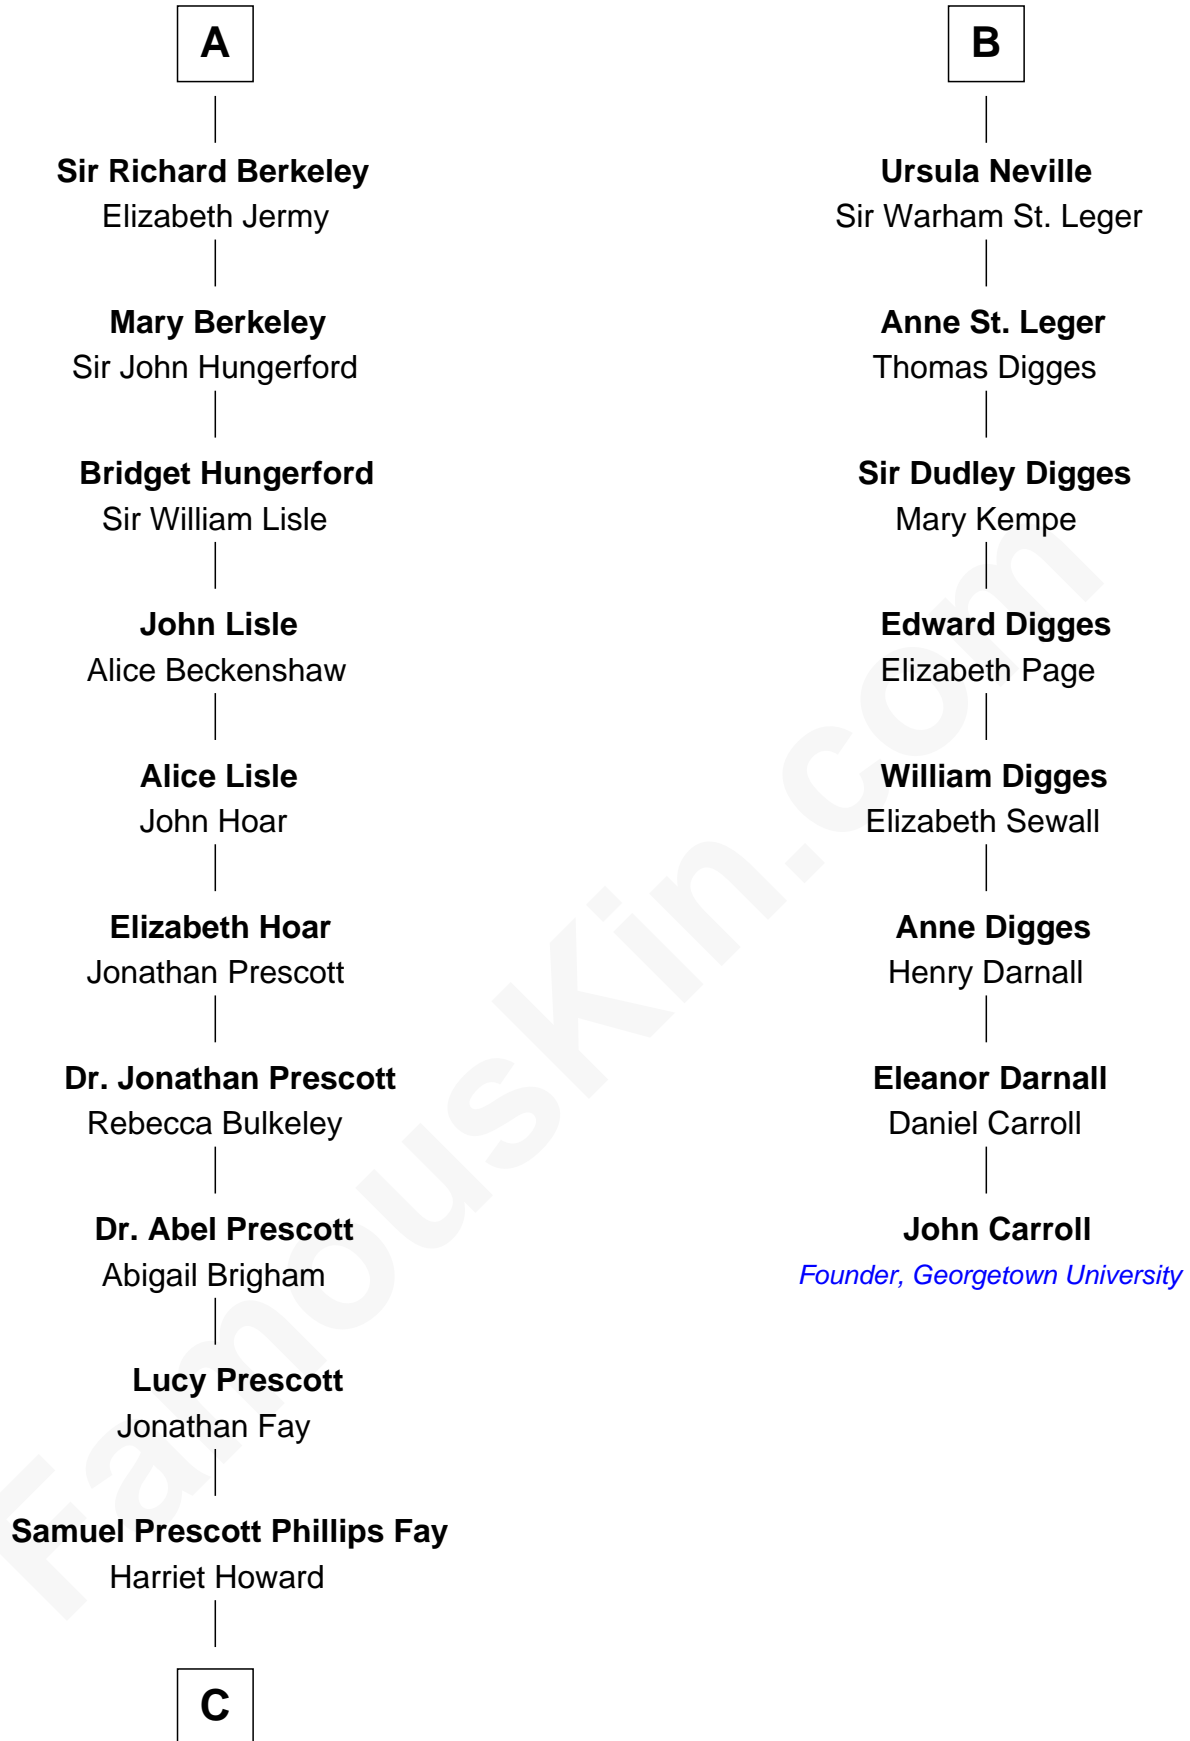 A
Sir Richard Berkeley
Elizabeth Jermy
Mary Berkeley
Sir John Hungerford
Bridget Hungerford
Sir William Lisle
John Lisle
Alice Beckenshaw
Alice Lisle
John Hoar
Elizabeth Hoar
Jonathan Prescott
Dr. Jonathan Prescott
Rebecca Bulkeley
Dr. Abel Prescott
Abigail Brigham
Lucy Prescott
Jonathan Fay
Samuel Prescott Phillips Fay
Harriet Howard
C
B
Ursula Neville
Sir Warham St. Leger
Anne St. Leger
Thomas Digges
Sir Dudley Digges
Mary Kempe
Edward Digges
Elizabeth Page
William Digges
Elizabeth Sewall
Anne Digges
Henry Darnall
Eleanor Darnall
Daniel Carroll
John Carroll
Founder, Georgetown University
FamousKin.com